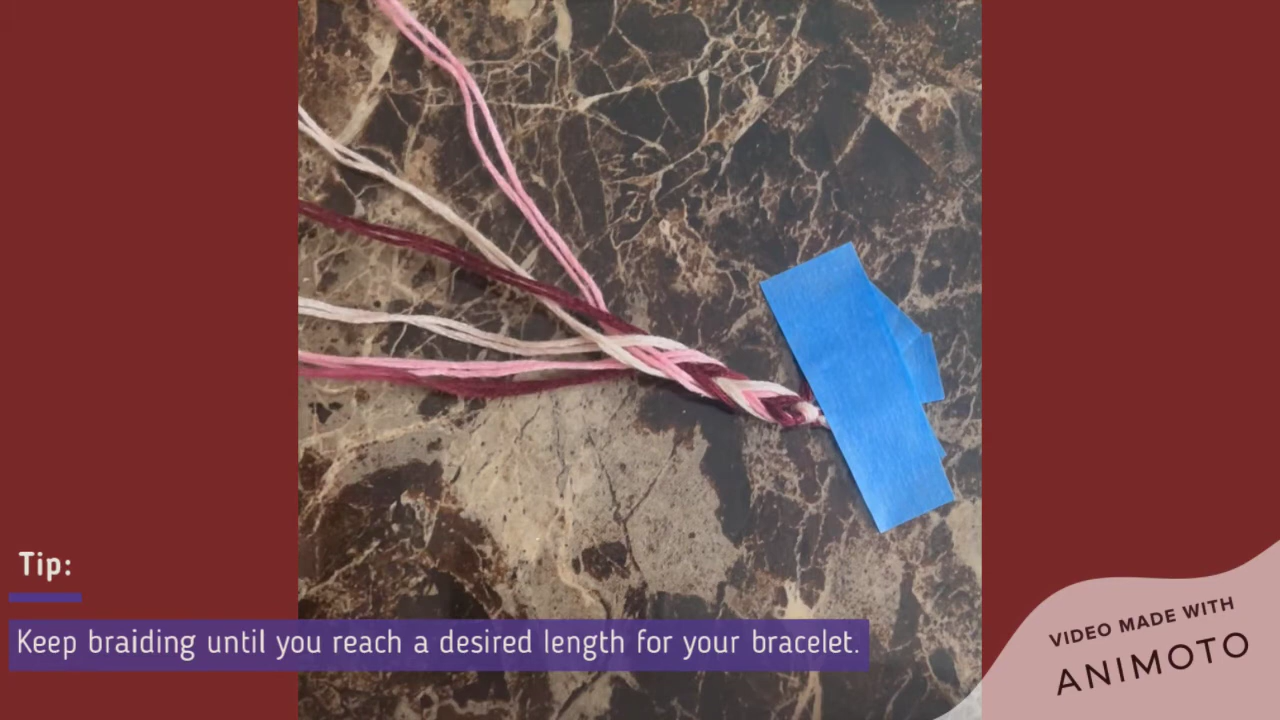 Tip:
Keep braiding until you reach a desired length for your bracelet.
VIDEO MADE WITH
ANIMOTO